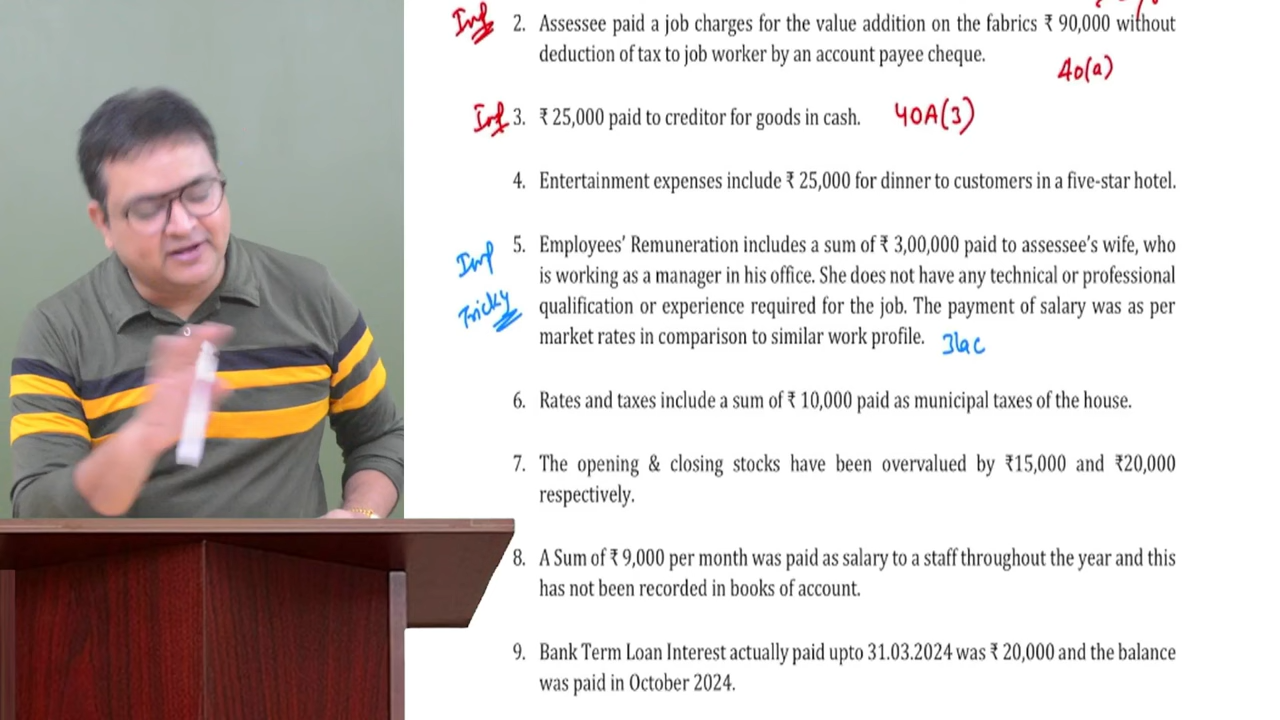 Imp 2. Assessee paid a job charges for the value addition on the fabrics ₹ 90,000 without
deduction of tax to job worker by an account payee cheque.
40(a)
Imp 3. ₹ 25,000 paid to creditor for goods in cash. 40A(3)
4. Entertainment expenses include ₹ 25,000 for dinner to customers in a five-star hotel.
Imp 5. Employees’ Remuneration includes a sum of ₹ 3,00,000 paid to assessee’s wife, who
is working as a manager in his office. She does not have any technical or professional
Tricky qualification or experience required for the job. The payment of salary was as per
market rates in comparison to similar work profile. 3lac
6. Rates and taxes include a sum of ₹ 10,000 paid as municipal taxes of the house.
7. The opening & closing stocks have been overvalued by ₹15,000 and ₹20,000
respectively.
8. A Sum of ₹ 9,000 per month was paid as salary to a staff throughout the year and this
has not been recorded in books of account.
9. Bank Term Loan Interest actually paid upto 31.03.2024 was ₹ 20,000 and the balance
was paid in October 2024.